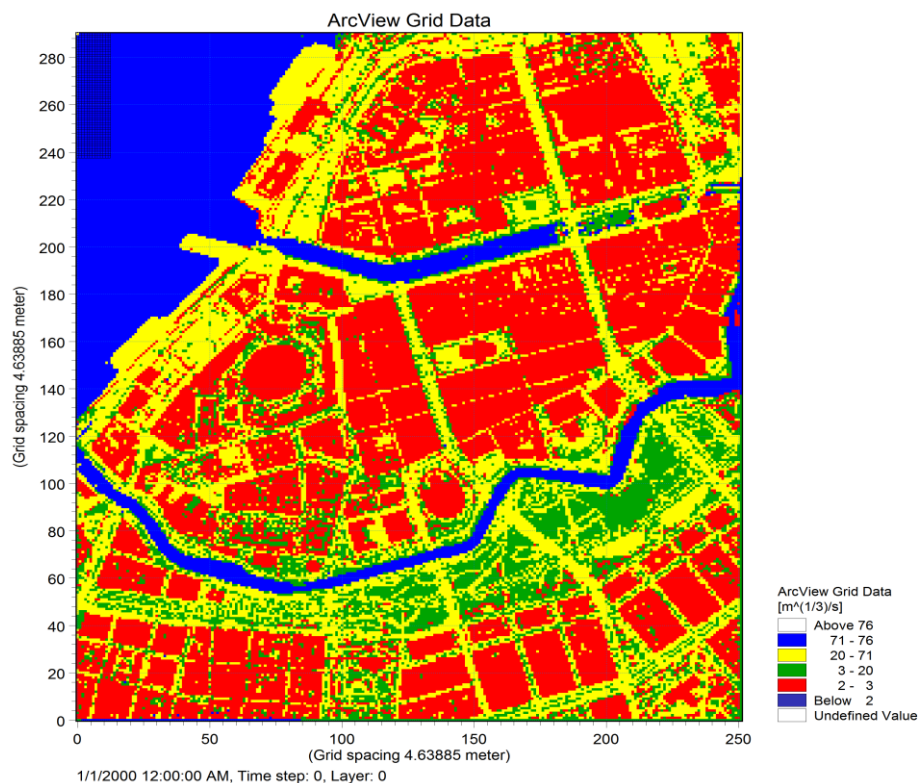 ArcView Grid Data
280
260
240
220
200
180
160
140
120
100
80
60
40
20
0
(Grid spacing 4.63885 meter)
0 50 100 150 200 250
(Grid spacing 4.63885 meter)
1/1/2000 12:00:00 AM, Time step: 0, Layer: 0
ArcView Grid Data
[m^(1/3)/s]
Above 76
71 - 76
20 - 71
3 - 20
2 - 3
Below 2
Undefined Value